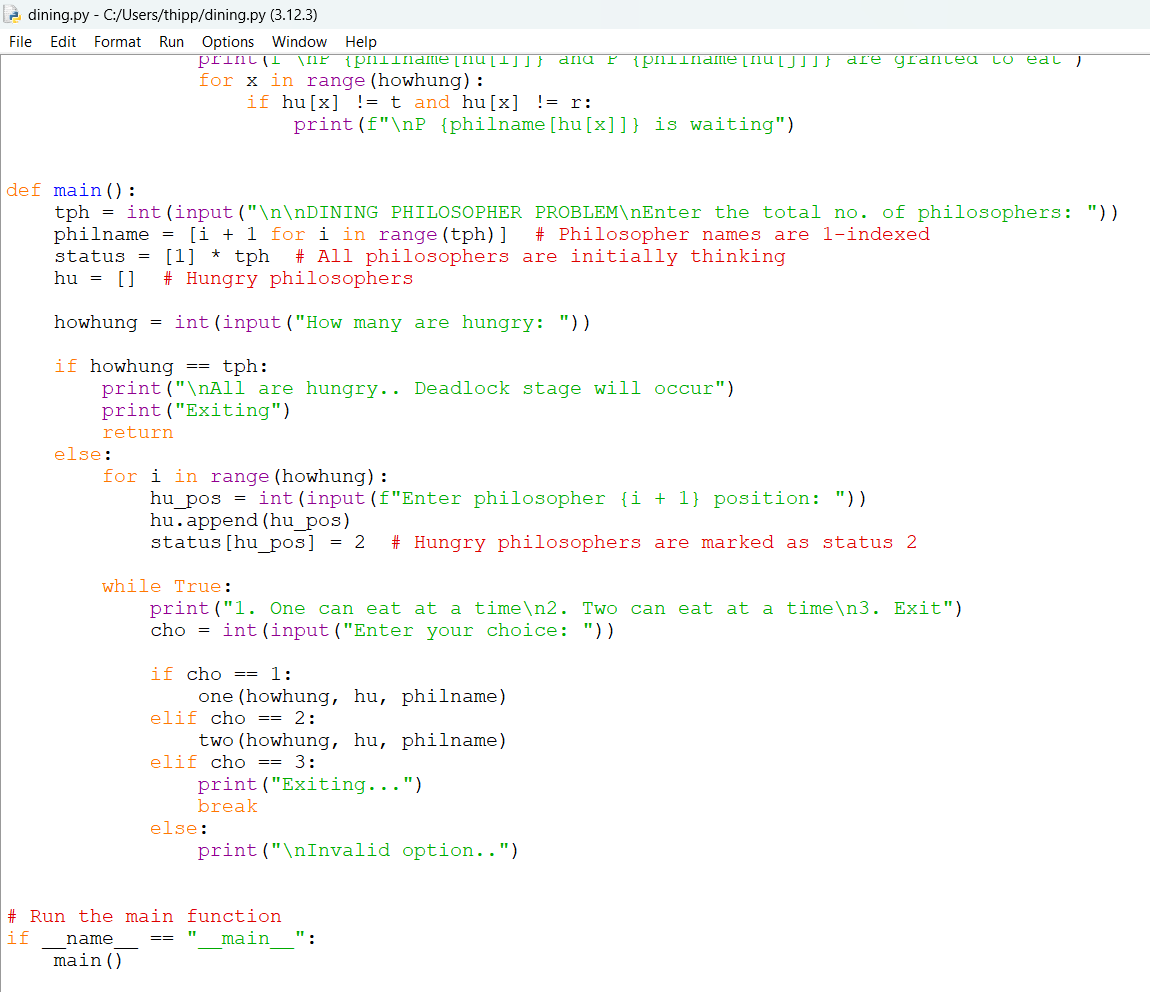 dining.py - C:/Users/thipp/dining.py (3.12.3)
File Edit Format Run Options Window Help
print(f"\nP {philname[hu[i]]} and P {philname[hu[j]]} are granted to eat")
for x in range(howhung):
if hu[x] != t and hu[x] != r:
print(f"\nP {philname[hu[x]]} is waiting")
def main():
tph = int(input("\n\nDINING PHILOSOPHER PROBLEM\nEnter the total no. of philosophers: "))
philname = [i + 1 for i in range(tph)]  # Philosopher names are 1-indexed
status = [1] * tph  # All philosophers are initially thinking
hu = []  # Hungry philosophers
howhung = int(input("How many are hungry: "))
if howhung == tph:
print("\nAll are hungry.. Deadlock stage will occur")
print("Exiting")
return
else:
for i in range(howhung):
hu_pos = int(input(f"Enter philosopher {i + 1} position: "))
hu.append(hu_pos)
status[hu_pos] = 2  # Hungry philosophers are marked as status 2
while True:
print("1. One can eat at a time\n2. Two can eat at a time\n3. Exit")
cho = int(input("Enter your choice: "))
if cho == 1:
one(howhung, hu, philname)
elif cho == 2:
two(howhung, hu, philname)
elif cho == 3:
print("Exiting...")
break
else:
print("\nInvalid option..")
# Run the main function
if __name__ == "__main__":
main()